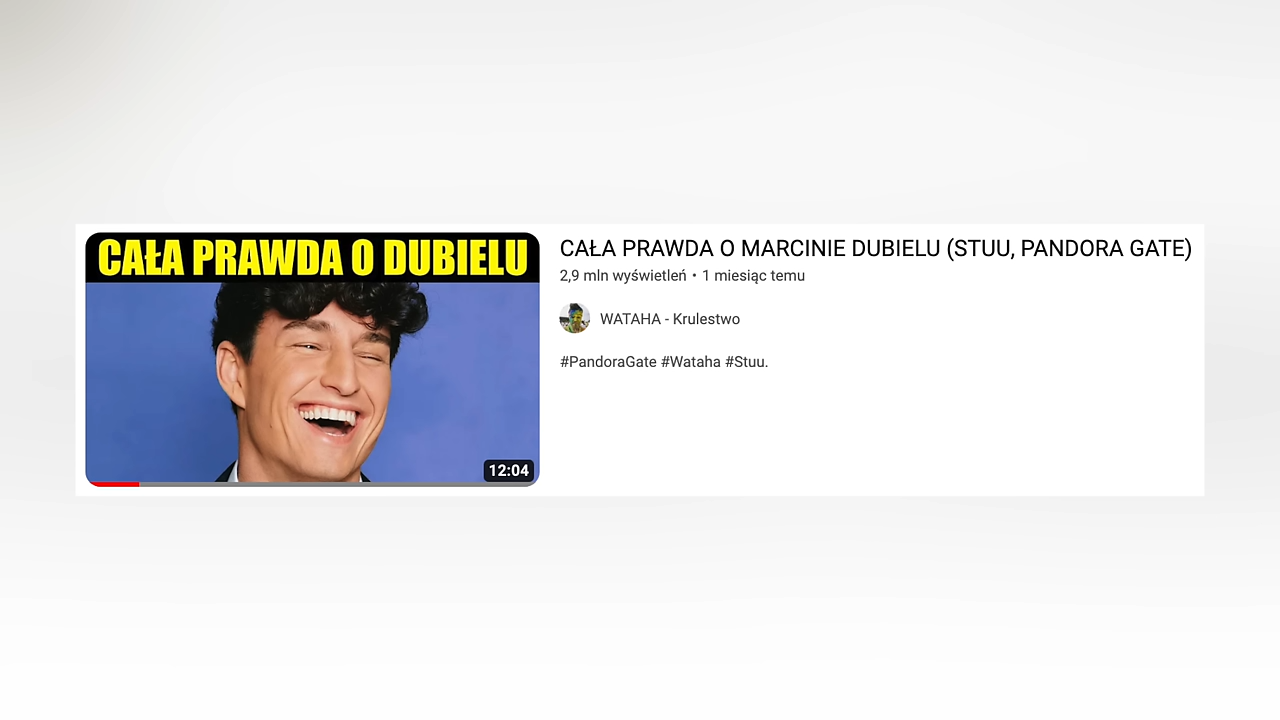 CAŁA PRAWDA O DUBIELU
12:04
CAŁA PRAWDA O MARCINIE DUBIELU (STUU, PANDORA GATE)
2,9 mln wyświetleń • 1 miesiąc temu
WATAHA - Krulestwo
#PandoraGate #Wataha #Stuu.